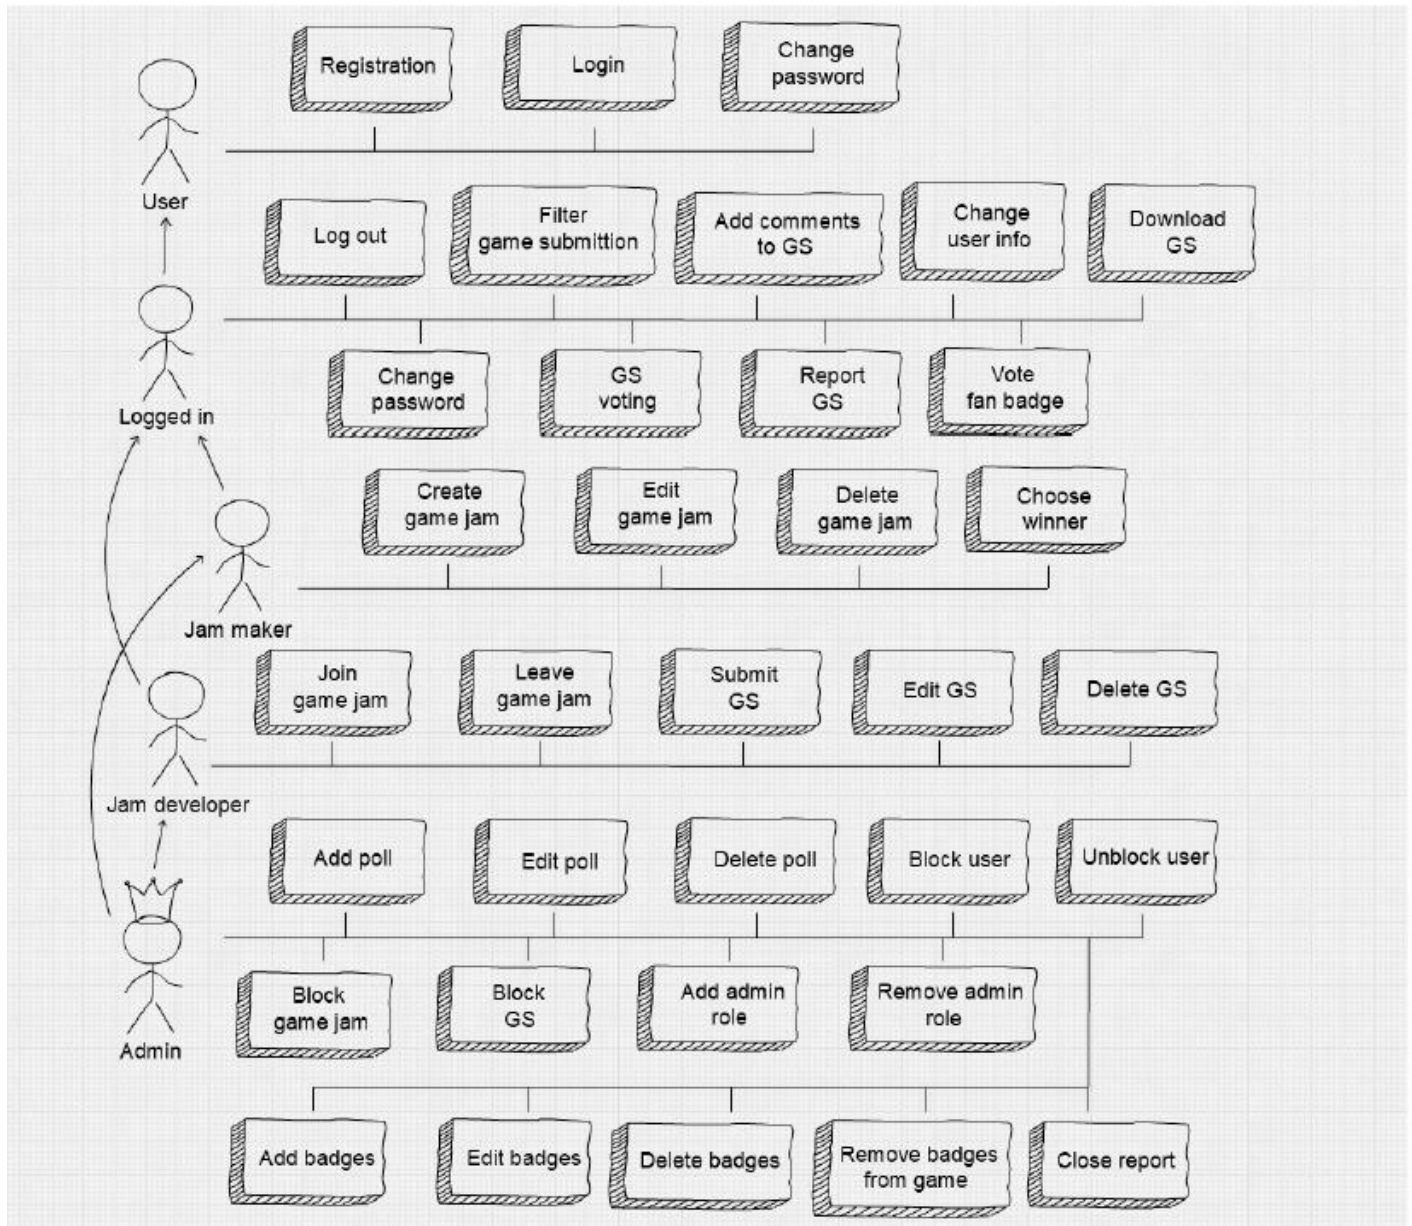 Registration
Login
Change
password
User
Log out
Filter
game submittion
Add comments
to GS
Change
user info
Download
GS
Logged in
Change
password
GS
voting
Report
GS
Vote
fan badge
Create
game jam
Edit
game jam
Delete
game jam
Choose
winner
Jam maker
Join
game jam
Leave
game jam
Submit
GS
Edit GS
Delete GS
Jam developer
Add poll
Edit poll
Delete poll
Block user
Unblock user
Block
game jam
Block
GS
Add admin
role
Remove admin
role
Admin
Add badges
Edit badges
Delete badges
Remove badges
from game
Close report